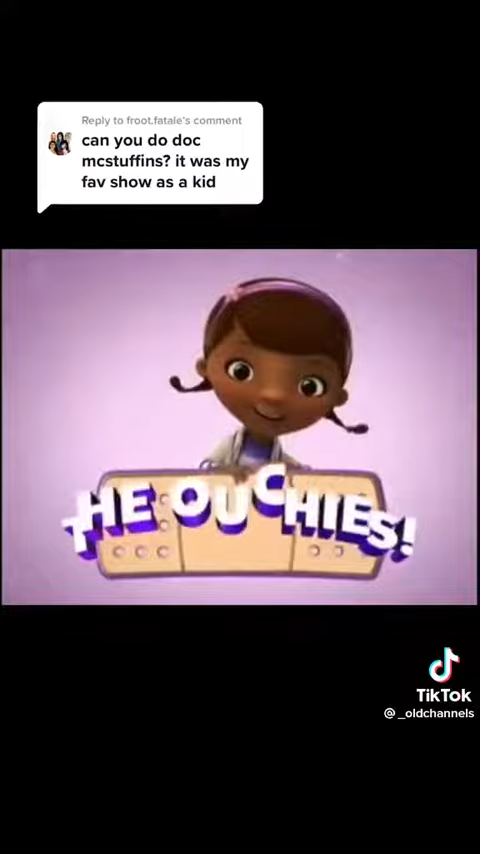 Reply to froot.fatale's comment
can you do doc
mcstuffins? it was my
fav show as a kid
THE OUCHIES!
TikTok
@ _oldchannels